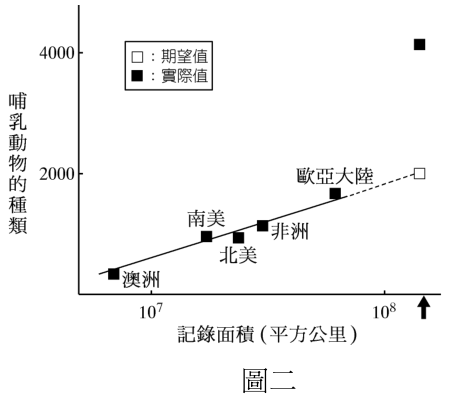 4000
□：期望值
■：實際值
哺乳動物的種類
2000
歐亞大陸
南美
非洲
北美
澳洲
10⁷
10⁸
記錄面積（平方公里）
圖二